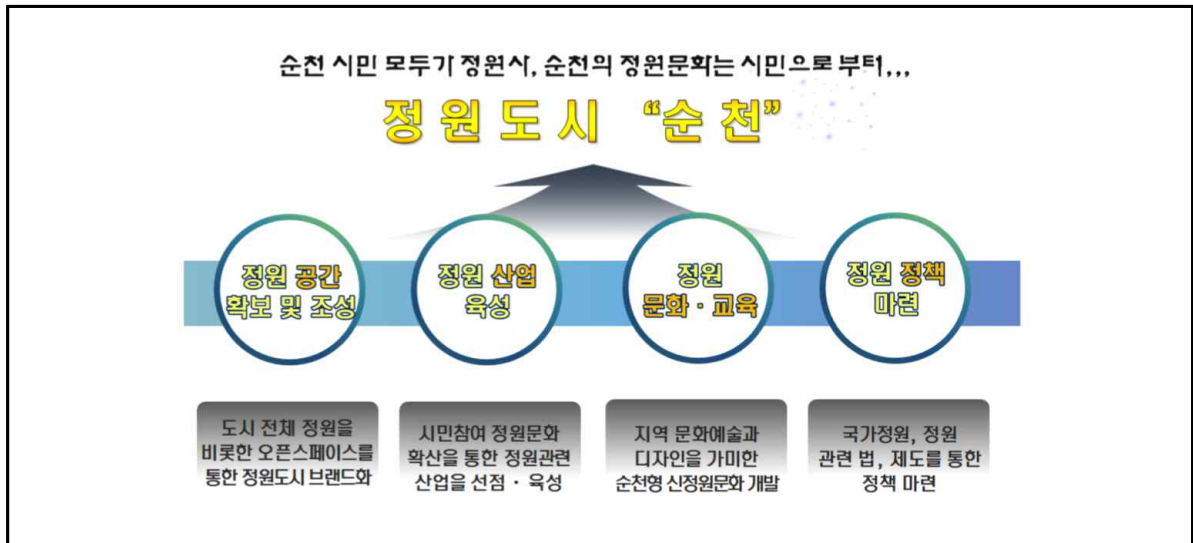 순천 시민 모두가 정원사, 순천의 정원문화는 시민으로 부터,,,
정원도시 “순천”
정원 공간
확보 및 조성
정원 산업
육성
정원
문화·교육
정원 정책
마련
도시 전체 정원을
비롯한 오픈스페이스를
통한 정원도시 브랜드화
시민참여 정원문화
확산을 통한 정원관련
산업을 선점·육성
지역 문화예술과
디자인을 가미한
순천형 신정원문화 개발
국가정원, 정원
관련 법, 제도를 통한
정책 마련